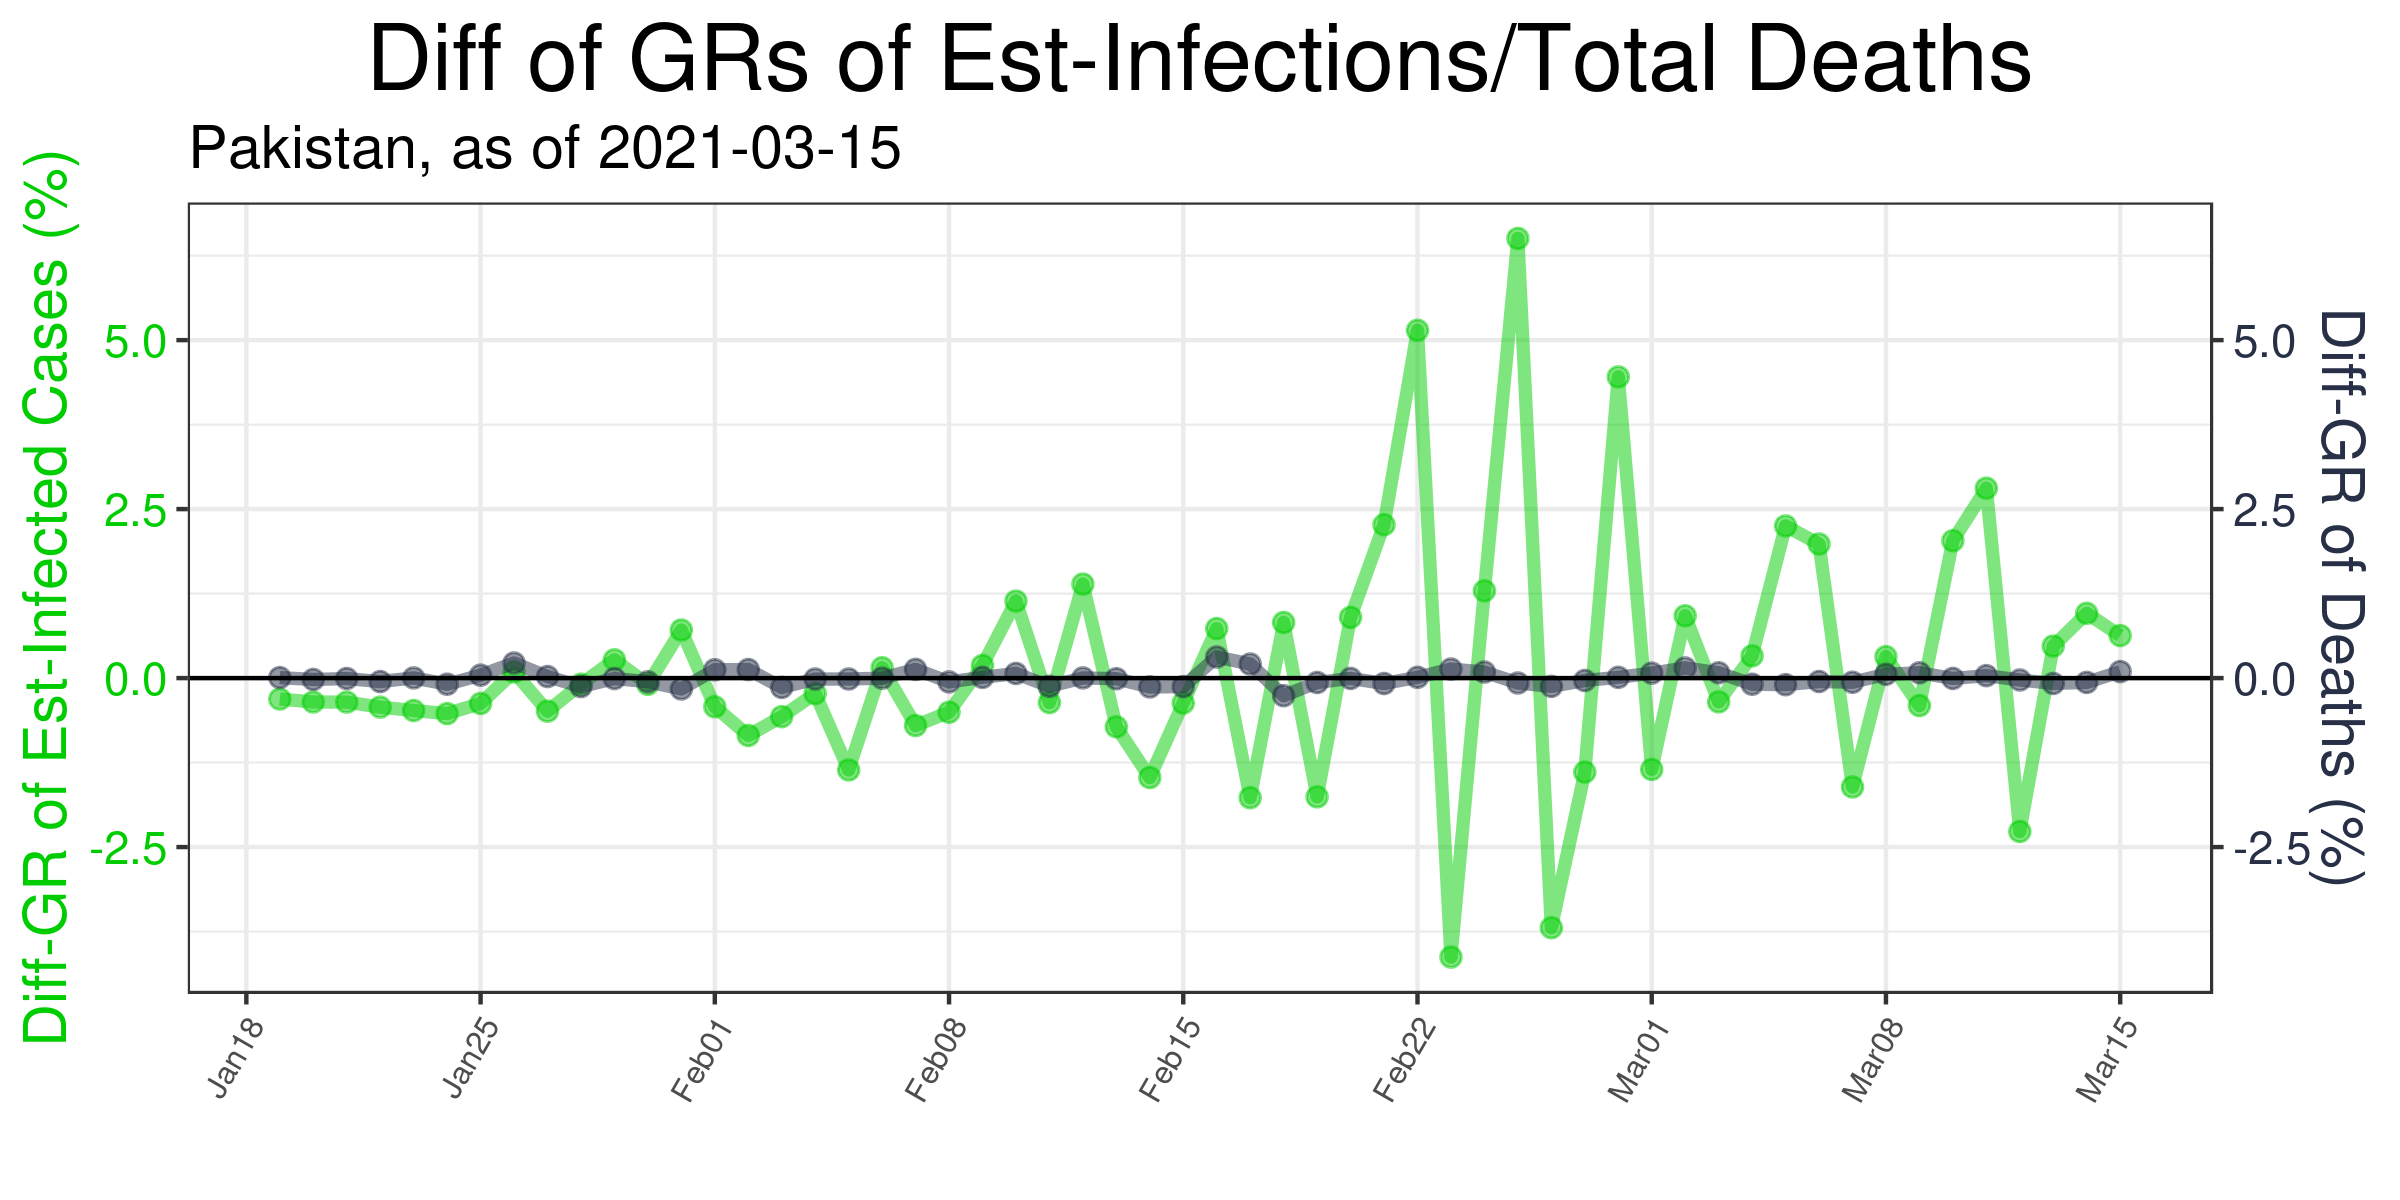 Diff of GRs of Est-Infections/Total Deaths
Pakistan, as of 2021-03-15
Diff-GR of Est-Infected Cases (%)
5.0
2.5
0.0
-2.5
5.0
2.5
0.0
-2.5
Diff-GR of Deaths (%)
Jan18
Jan25
Feb01
Feb08
Feb15
Feb22
Mar01
Mar08
Mar15